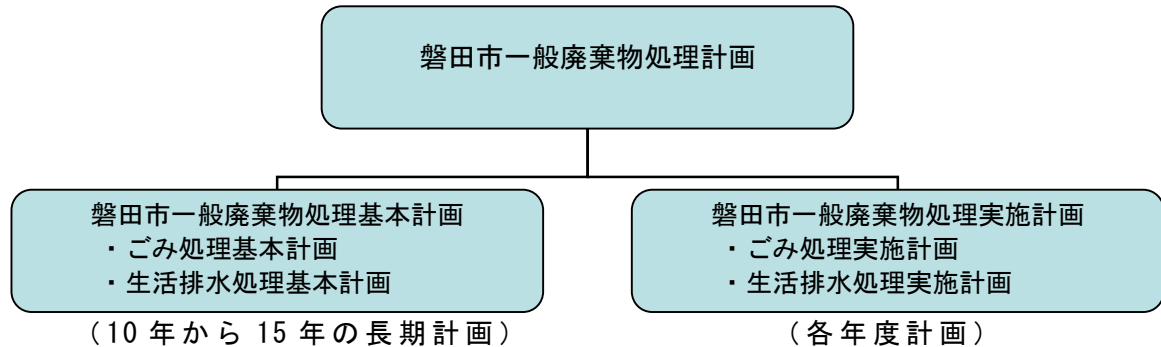 磐田市一般廃棄物処理計画
磐田市一般廃棄物処理基本計画
・ごみ処理基本計画
・生活排水処理基本計画
(10年から15年の長期計画)
磐田市一般廃棄物処理実施計画
・ごみ処理実施計画
・生活排水処理実施計画
(各年度計画)